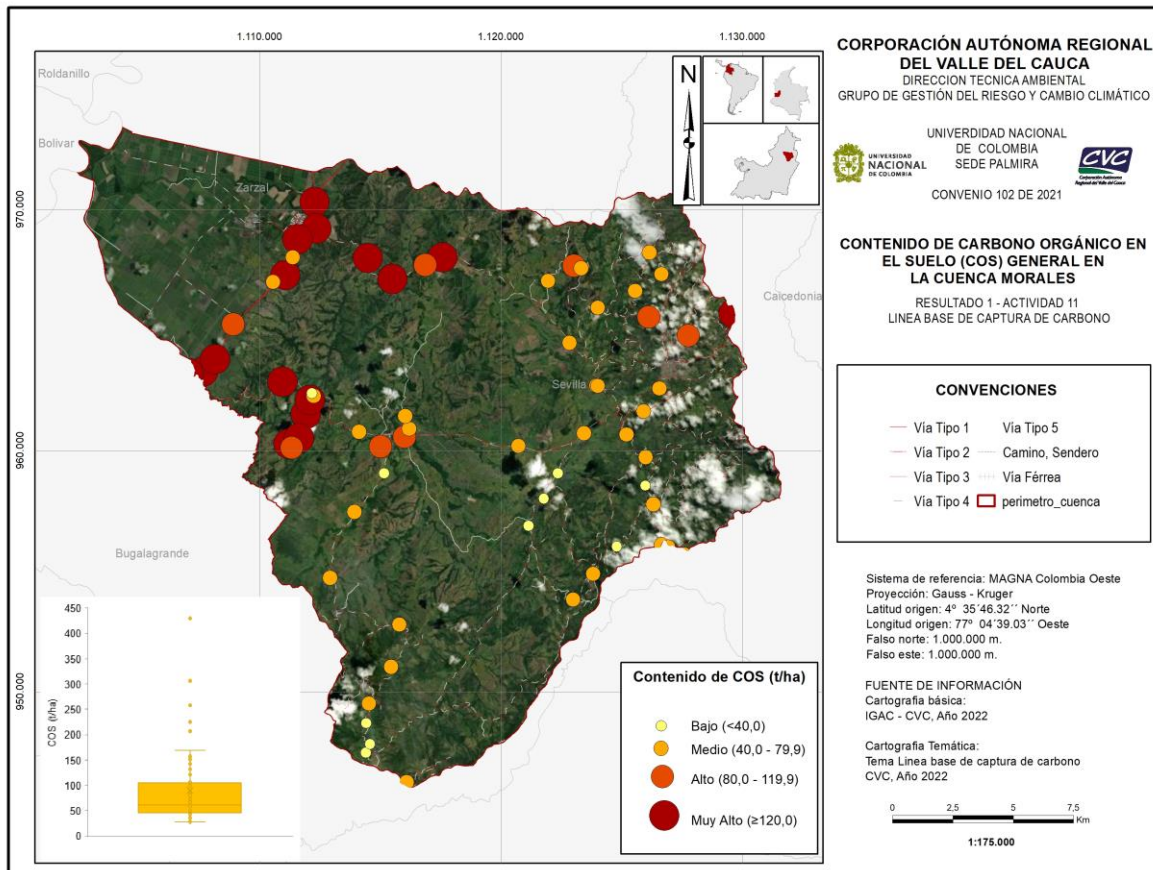 1.110.000
1.120.000
1.130.000
970.000
960.000
950.000
Roldanillo
Bolívar
Zarzal
Caicedonia
Sevilla
Bugalagrande
N
450
400
350
300
250
200
150
100
50
0
COS (t/ha)
Contenido de COS (t/ha)
Bajo (<40,0)
Medio (40,0 - 79,9)
Alto (80,0 - 119,9)
Muy Alto (≥120,0)
CORPORACIÓN AUTÓNOMA REGIONAL
DEL VALLE DEL CAUCA
DIRECCION TECNICA AMBIENTAL
GRUPO DE GESTIÓN DEL RIESGO Y CAMBIO CLIMÁTICO
UNIVERSIDAD
NACIONAL
DE COLOMBIA
UNIVERDIDAD NACIONAL
DE COLOMBIA
SEDE PALMIRA
CVC
Corporación Autónoma
Regional del Valle del Cauca
CONVENIO 102 DE 2021
CONTENIDO DE CARBONO ORGÁNICO EN
EL SUELO (COS) GENERAL EN
LA CUENCA MORALES
RESULTADO 1 - ACTIVIDAD 11
LINEA BASE DE CAPTURA DE CARBONO
CONVENCIONES
Vía Tipo 1
Vía Tipo 5
Vía Tipo 2
Camino, Sendero
Vía Tipo 3
Vía Férrea
Vía Tipo 4
perimetro_cuenca
Sistema de referencia: MAGNA Colombia Oeste
Proyección: Gauss - Kruger
Latitud origen: 4º 35´46.32´´ Norte
Longitud origen: 77º 04´39.03´´ Oeste
Falso norte: 1.000.000 m.
Falso este: 1.000.000 m.
FUENTE DE INFORMACIÓN
Cartografia básica:
IGAC - CVC, Año 2022
Cartografia Temática:
Tema Linea base de captura de carbono
CVC, Año 2022
0 2,5 5 7,5
Km
1:175.000